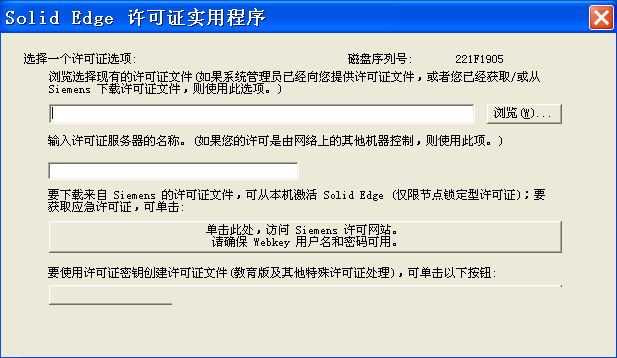 Solid Edge 许可证实用程序
选择一个许可证选项:
磁盘序列号: 221F1905
浏览选择现有的许可证文件(如果系统管理员已经向您提供许可证文件，或者您已经获取/或从
Siemens 下载许可证文件，则使用此选项。)
浏览(W)...
输入许可证服务器的名称。(如果您的许可是由网络上的其他机器控制，则使用此项。)
要下载来自 Siemens 的许可证文件，可从本机激活 Solid Edge (仅限节点锁定型许可证)；要
获取应急许可证，可单击:
单击此处，访问 Siemens 许可网站。
请确保 Webkey 用户名和密码可用。
要使用许可证密钥创建许可证文件(教育版及其他特殊许可证处理)，可单击以下按钮: